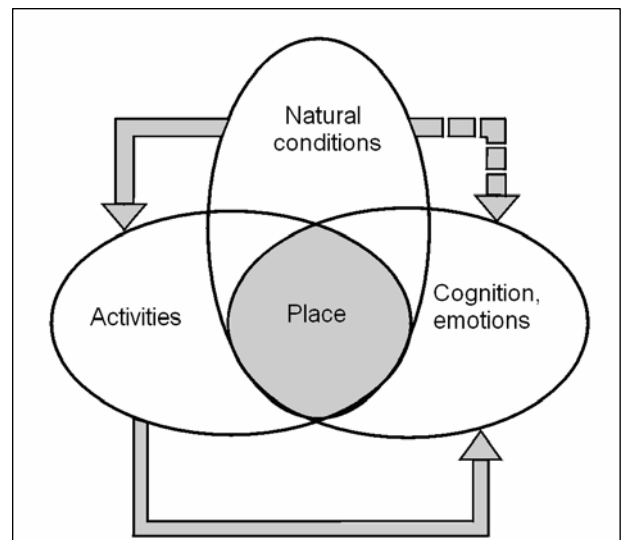 Natural
conditions
Activities
Place
Cognition,
emotions